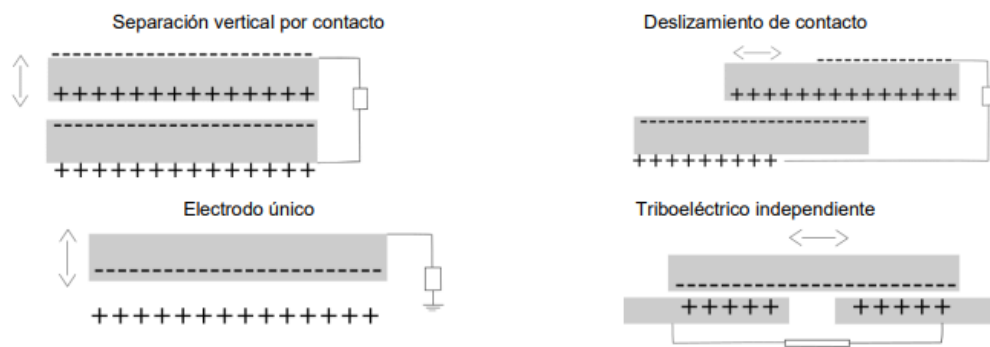 Separación vertical por contacto
Deslizamiento de contacto
Electrodo único
Triboeléctrico independiente